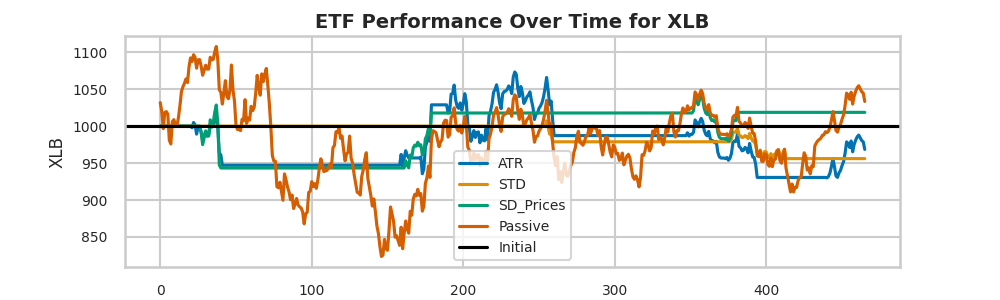 ETF Performance Over Time for XLB
1100
1050
1000
950
900
850
XLB
ATR
STD
SD_Prices
Passive
Initial
0 100 200 300 400